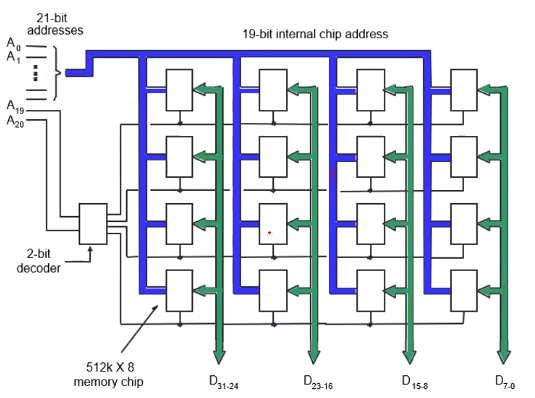 21-bit
addresses
19-bit internal chip address
A0
A1
A19
A20
2-bit
decoder
512k X 8
memory chip
D31-24
D23-16
D15-8
D7-0